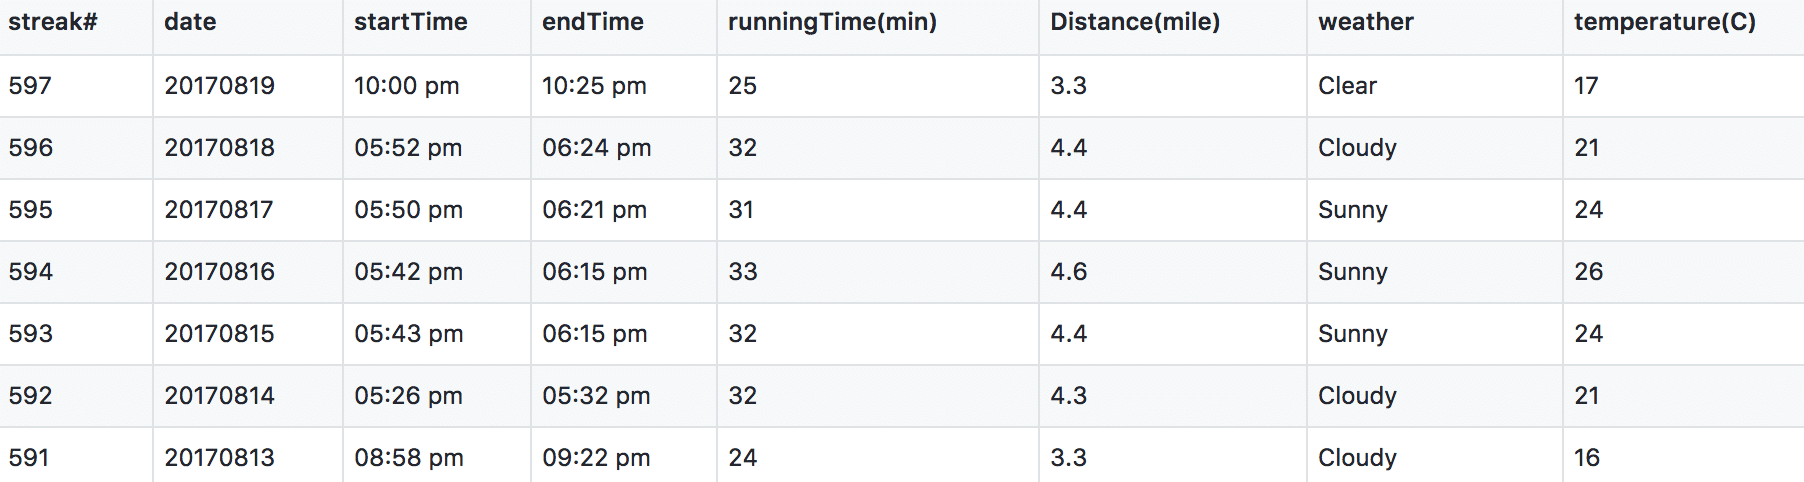 streak# date startTime endTime runningTime(min) Distance(mile) weather temperature(C)
597 20170819 10:00 pm 10:25 pm 25 3.3 Clear 17
596 20170818 05:52 pm 06:24 pm 32 4.4 Cloudy 21
595 20170817 05:50 pm 06:21 pm 31 4.4 Sunny 24
594 20170816 05:42 pm 06:15 pm 33 4.6 Sunny 26
593 20170815 05:43 pm 06:15 pm 32 4.4 Sunny 24
592 20170814 05:26 pm 05:32 pm 32 4.3 Cloudy 21
591 20170813 08:58 pm 09:22 pm 24 3.3 Cloudy 16